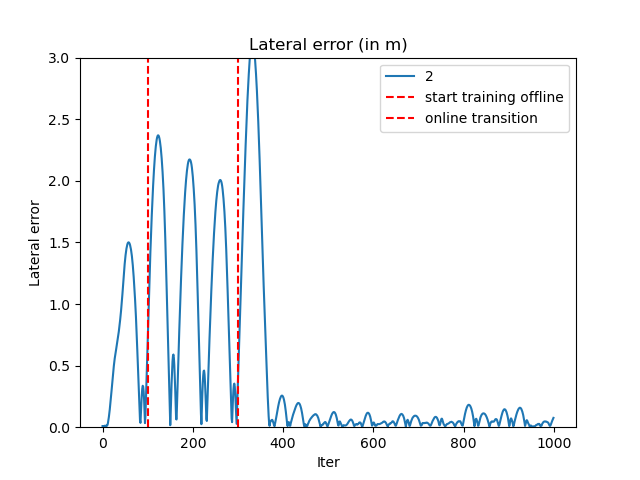 Lateral error (in m)
2
start training offline
online transition
3.0
2.5
2.0
1.5
1.0
0.5
0.0
Lateral error
0 200 400 600 800 1000
Iter